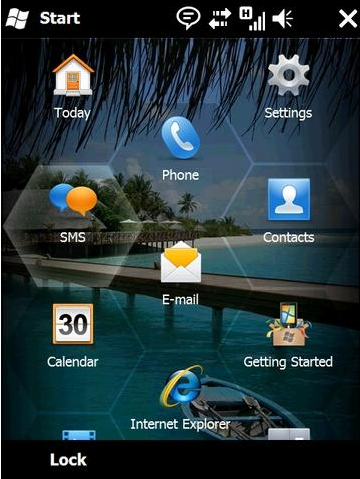 Start
H
Today
Settings
Phone
SMS
Contacts
E-mail
30
Calendar
Getting Started
Internet Explorer
Lock